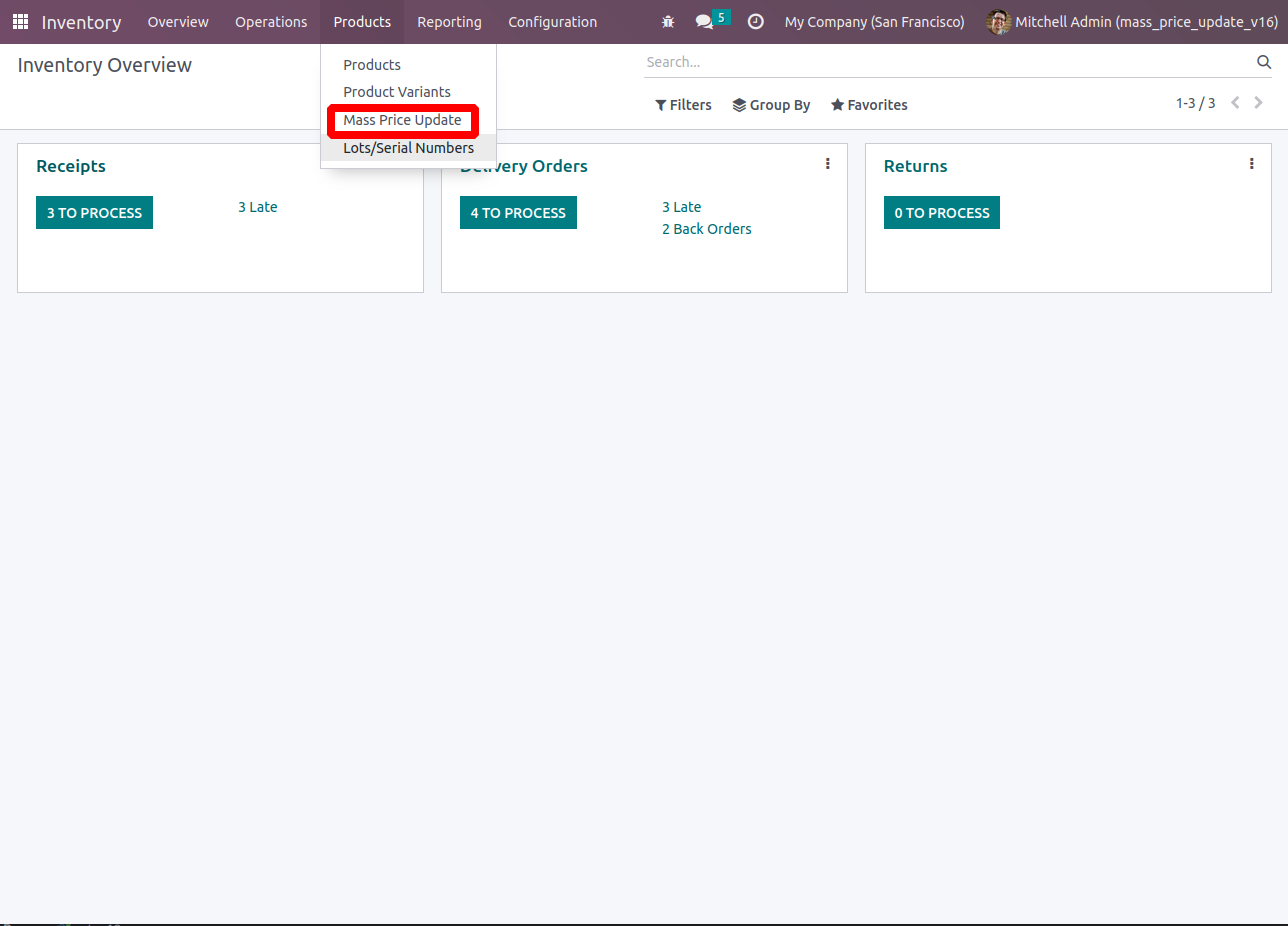 Inventory Overview Operations Products Reporting Configuration 5 My Company (San Francisco) Mitchell Admin (mass_price_update_v16)
Inventory Overview
Search...
Products
Product Variants
Mass Price Update
Lots/Serial Numbers
Filters Group By Favorites 1-3 / 3
Receipts
3 TO PROCESS 3 Late
Delivery Orders
4 TO PROCESS 3 Late
2 Back Orders
Returns
0 TO PROCESS